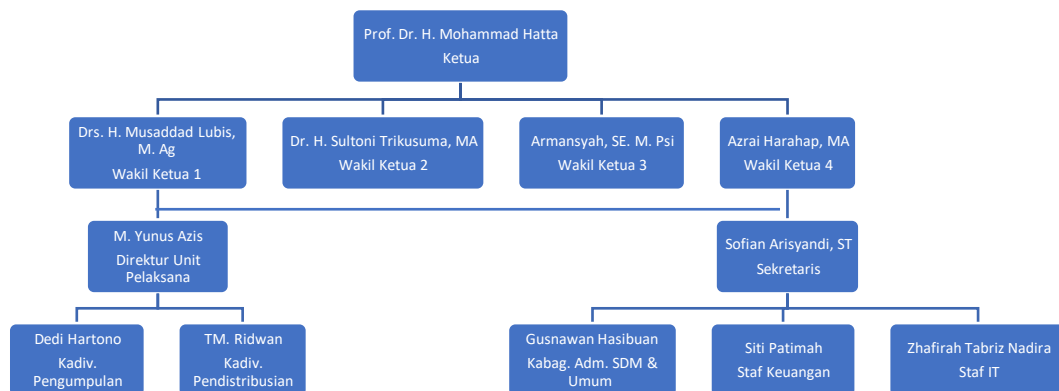 Prof. Dr. H. Mohammad Hatta
Ketua
Drs. H. Musaddad Lubis,
M. Ag
Wakil Ketua 1
Dr. H. Sultoni Trikusuma, MA
Wakil Ketua 2
Armansyah, SE. M. Psi
Wakil Ketua 3
Azrai Harahap, MA
Wakil Ketua 4
M. Yunus Azis
Direktur Unit
Pelaksana
Sofian Arisyandi, ST
Sekretaris
Dedi Hartono
Kadiv.
Pengumpulan
TM. Ridwan
Kadiv.
Pendistribusian
Gusnawan Hasibuan
Kabag. Adm. SDM &
Umum
Siti Patimah
Staf Keuangan
Zhafirah Tabriz Nadira
Staf IT